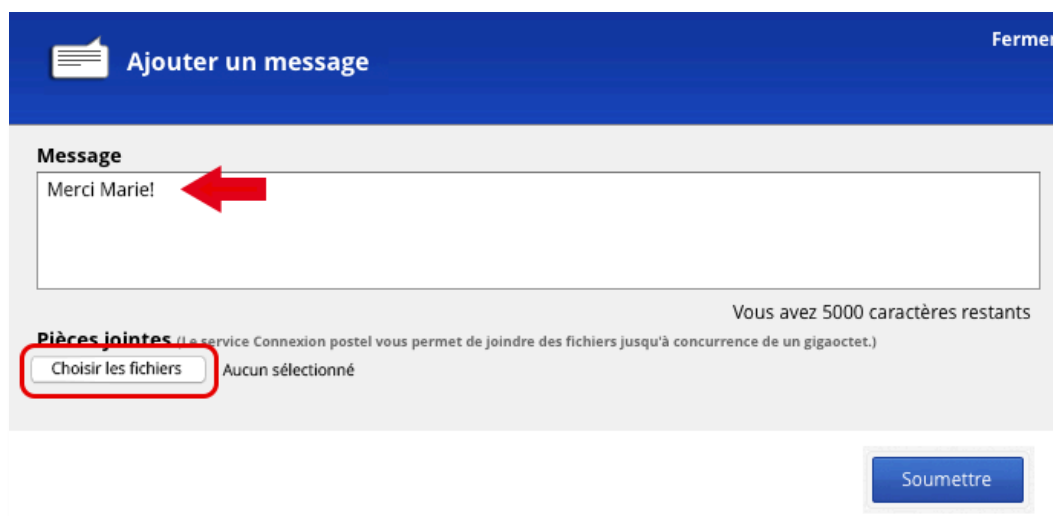 Fermer
Ajouter un message
Message
Merci Marie!
Vous avez 5000 caractères restants
Pièces jointes (Le service Connexion postel vous permet de joindre des fichiers jusqu'à concurrence de un gigaoctet.)
Choisir les fichiers Aucun sélectionné
Soumettre